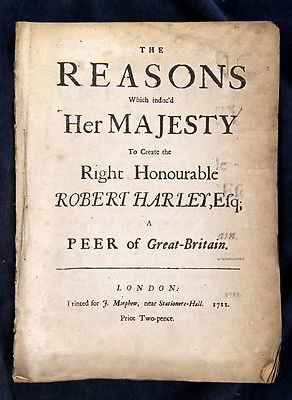 THE
REASONS
Which induc'd
Her MAJESTY
To Create the
Right Honourable
ROBERT HARLEY, Esq;
A
PEER of Great-Britain.
LONDON:
Printed for J. Morphew, near Stationers-Hall. 1711.
Price Two-pence.